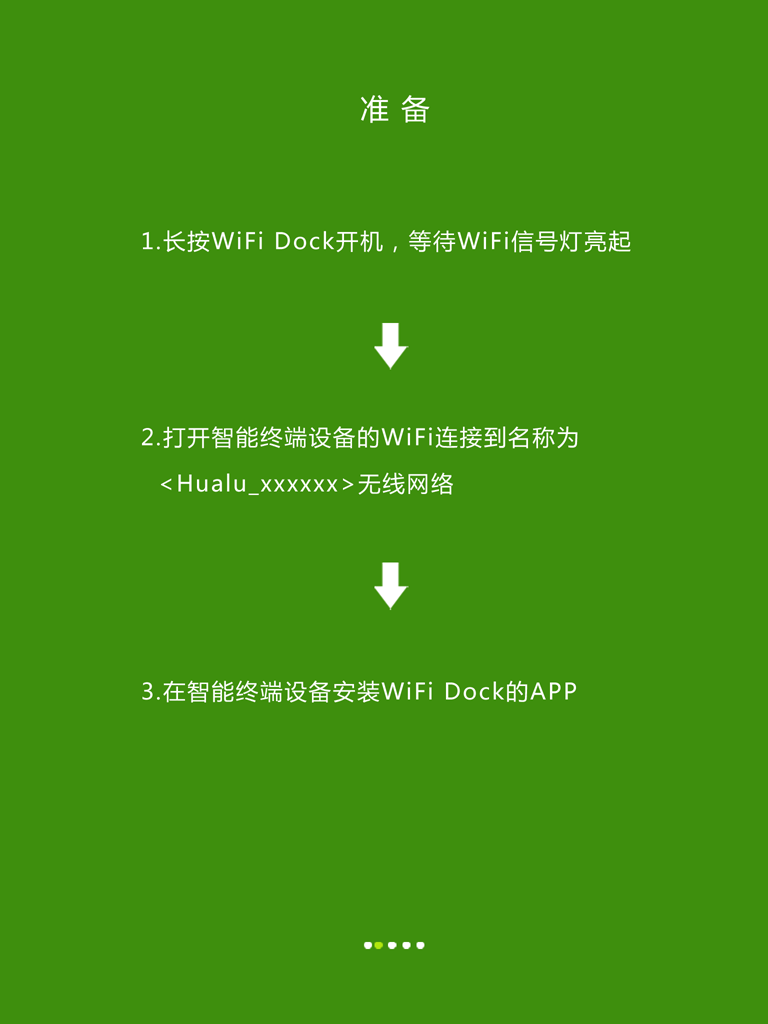 准备
1.长按WiFi Dock开机，等待WiFi信号灯亮起
2.打开智能终端设备的WiFi连接到名称为
<Hualu_xxxxxx>无线网络
3.在智能终端设备安装WiFi Dock的APP